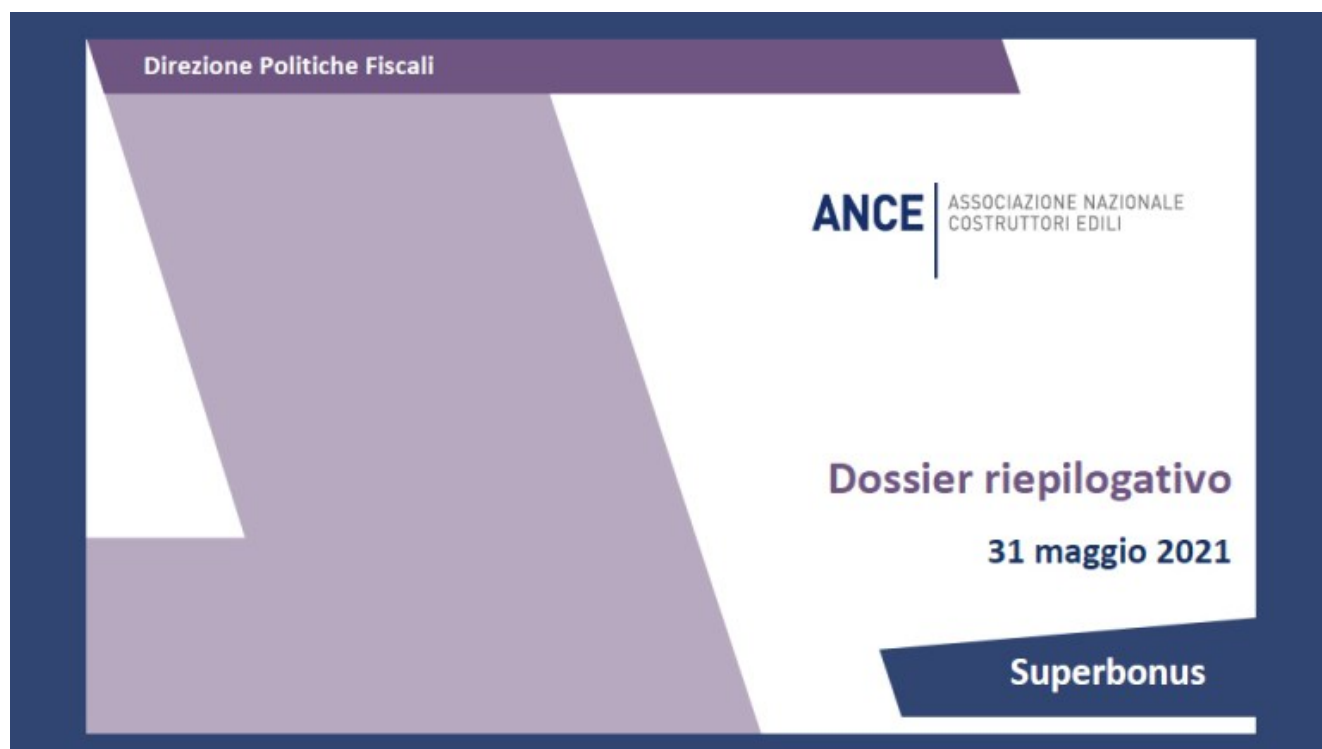 Direzione Politiche Fiscali
ANCE
ASSOCIAZIONE NAZIONALE
COSTRUTTORI EDILI
Dossier riepilogativo
31 maggio 2021
Superbonus